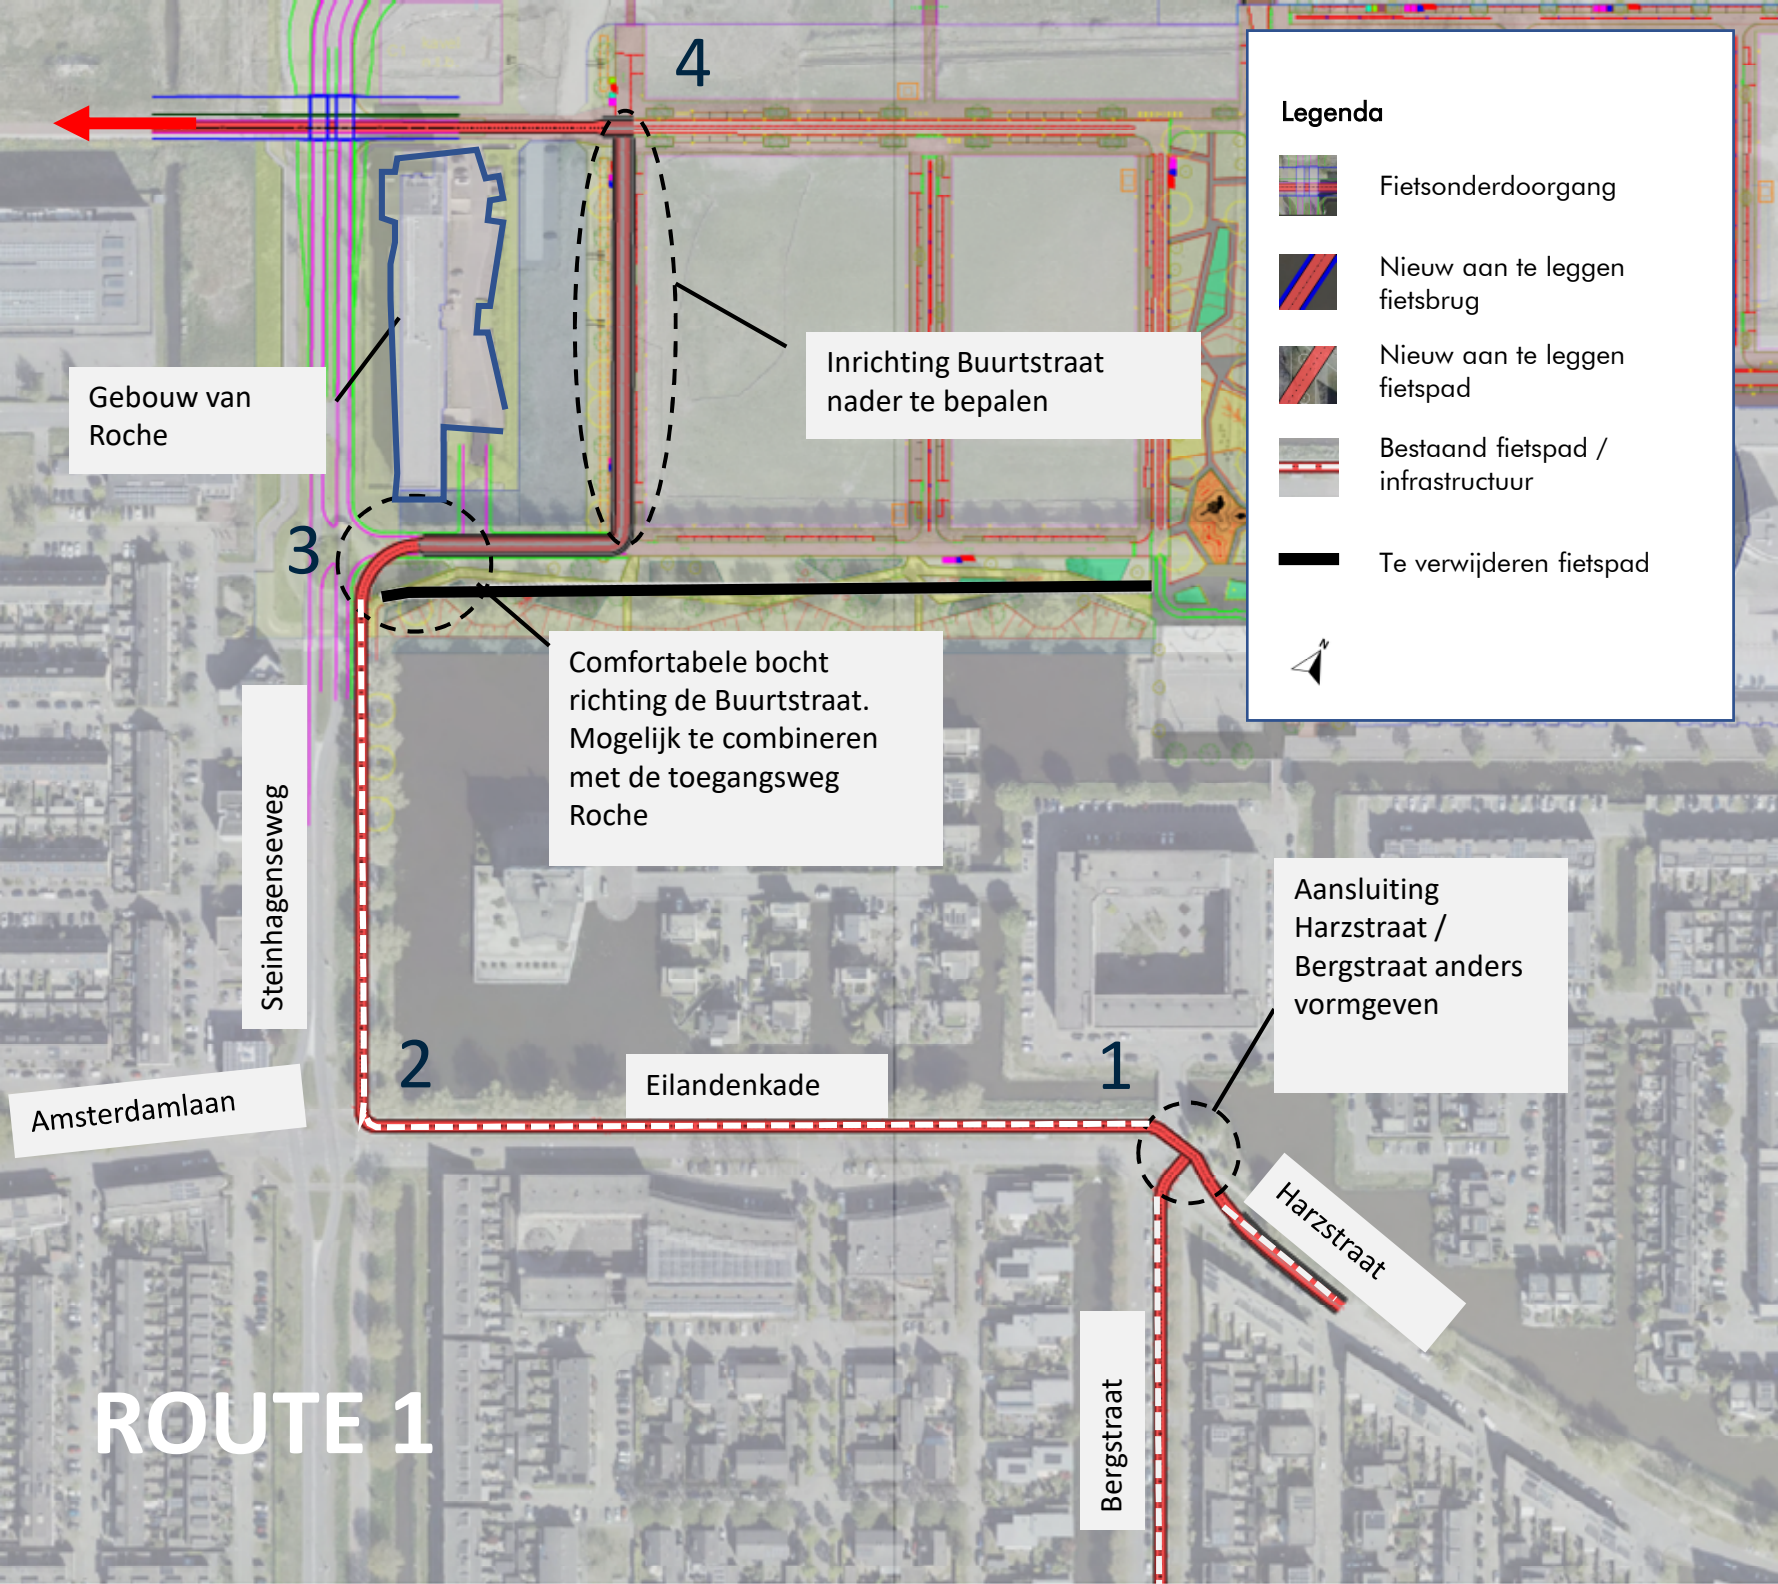 4
Legenda
Fietsonderdoorgang
Nieuw aan te leggen
fietsbrug
Nieuw aan te leggen
fietspad
Bestaand fietspad /
infrastructuur
Te verwijderen fietspad
N
Inrichting Buurtstraat
nader te bepalen
Gebouw van
Roche
3
Comfortabele bocht
richting de Buurtstraat.
Mogelijk te combineren
met de toegangsweg
Roche
Steinhagenseweg
Aansluiting
Harzstraat /
Bergstraat anders
vormgeven
2
1
Eilandenkade
Amsterdamlaan
Harzstraat
Bergstraat
ROUTE 1